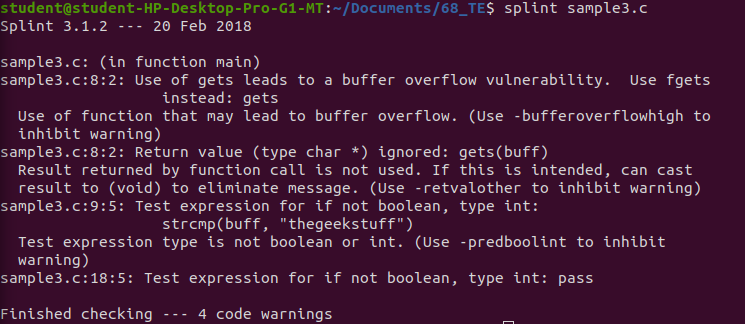 student@student-HP-Desktop-Pro-G1-MT:~/Documents/68_TE$ splint sample3.c
Splint 3.1.2 --- 20 Feb 2018
sample3.c: (in function main)
sample3.c:8:2: Use of gets leads to a buffer overflow vulnerability.  Use fgets
                  instead: gets
  Use of function that may lead to buffer overflow. (Use -bufferoverflowhigh to
  inhibit warning)
sample3.c:8:2: Return value (type char *) ignored: gets(buff)
  Result returned by function call is not used. If this is intended, can cast
  result to (void) to eliminate message. (Use -retvalother to inhibit warning)
sample3.c:9:5: Test expression for if not boolean, type int:
                  strcmp(buff, "thegeekstuff")
  Test expression type is not boolean or int. (Use -predboolint to inhibit
  warning)
sample3.c:18:5: Test expression for if not boolean, type int: pass
Finished checking --- 4 code warnings